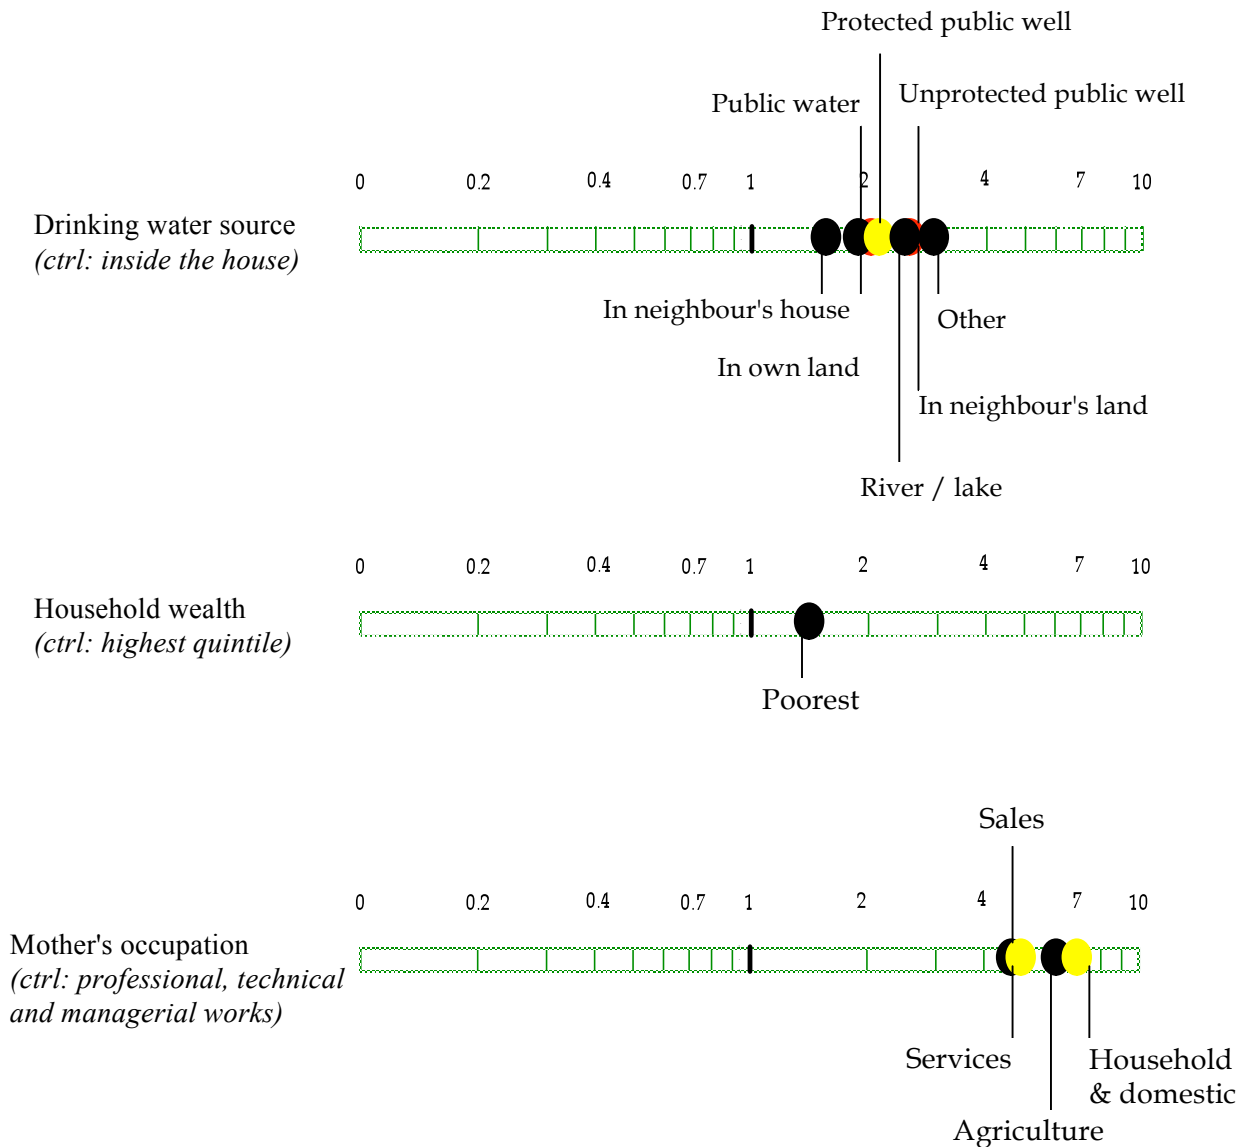 Protected public well
Public water
Unprotected public well
0 0.2 0.4 0.7 1 2 4 7 10
Drinking water source
(ctrl: inside the house)
In neighbour's house
Other
In own land
In neighbour's land
River / lake
0 0.2 0.4 0.7 1 2 4 7 10
Household wealth
(ctrl: highest quintile)
Poorest
Sales
0 0.2 0.4 0.7 1 2 4 7 10
Mother's occupation
(ctrl: professional, technical
and managerial works)
Services
Household
& domestic
Agriculture